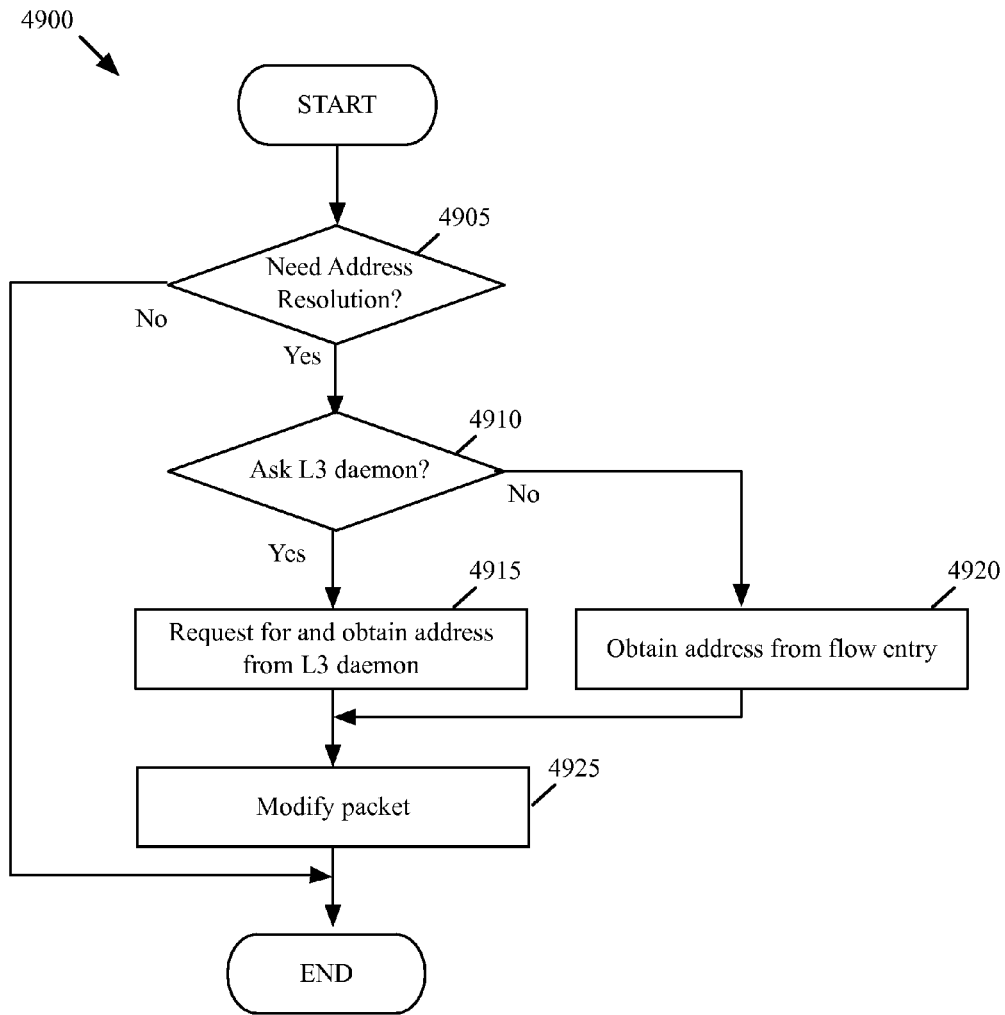 4900
START
4905
Need Address
Resolution?
No
Yes
4910
Ask L3 daemon?
No
Yes
4915
4920
Request for and obtain address
from L3 daemon
Obtain address from flow entry
4925
Modify packet
END